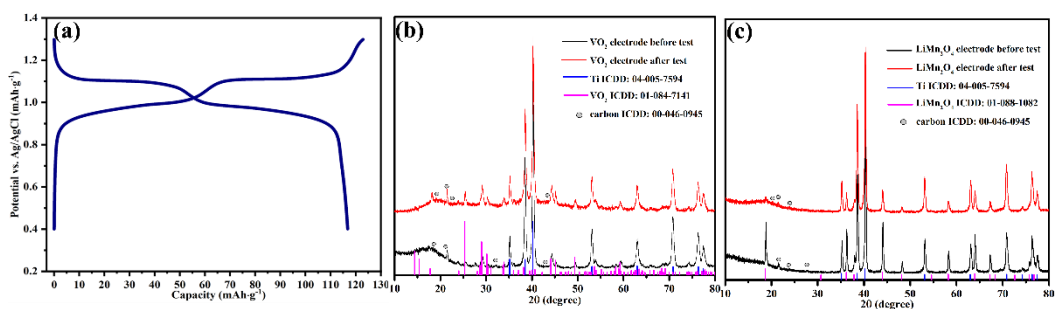 (a)
Potential vs. Ag/AgCl (mAh·g⁻¹)
1.4
1.2
1.0
0.8
0.6
0.4
0.2
0 10 20 30 40 50 60 70 80 90 100 110 120 130
Capacity (mAh·g⁻¹)
(b)
VO₂ electrode before test
VO₂ electrode after test
Ti ICDD: 04-005-7594
VO₂ ICDD: 01-084-7141
carbon ICDD: 00-046-0945
10 20 30 40 50 60 70 80
2θ (degree)
(c)
LiMn₂O₄ electrode before test
LiMn₂O₄ electrode after test
Ti ICDD: 04-005-7594
LiMn₂O₄ ICDD: 01-088-1082
carbon ICDD: 00-046-0945
10 20 30 40 50 60 70 80
2θ (degree)